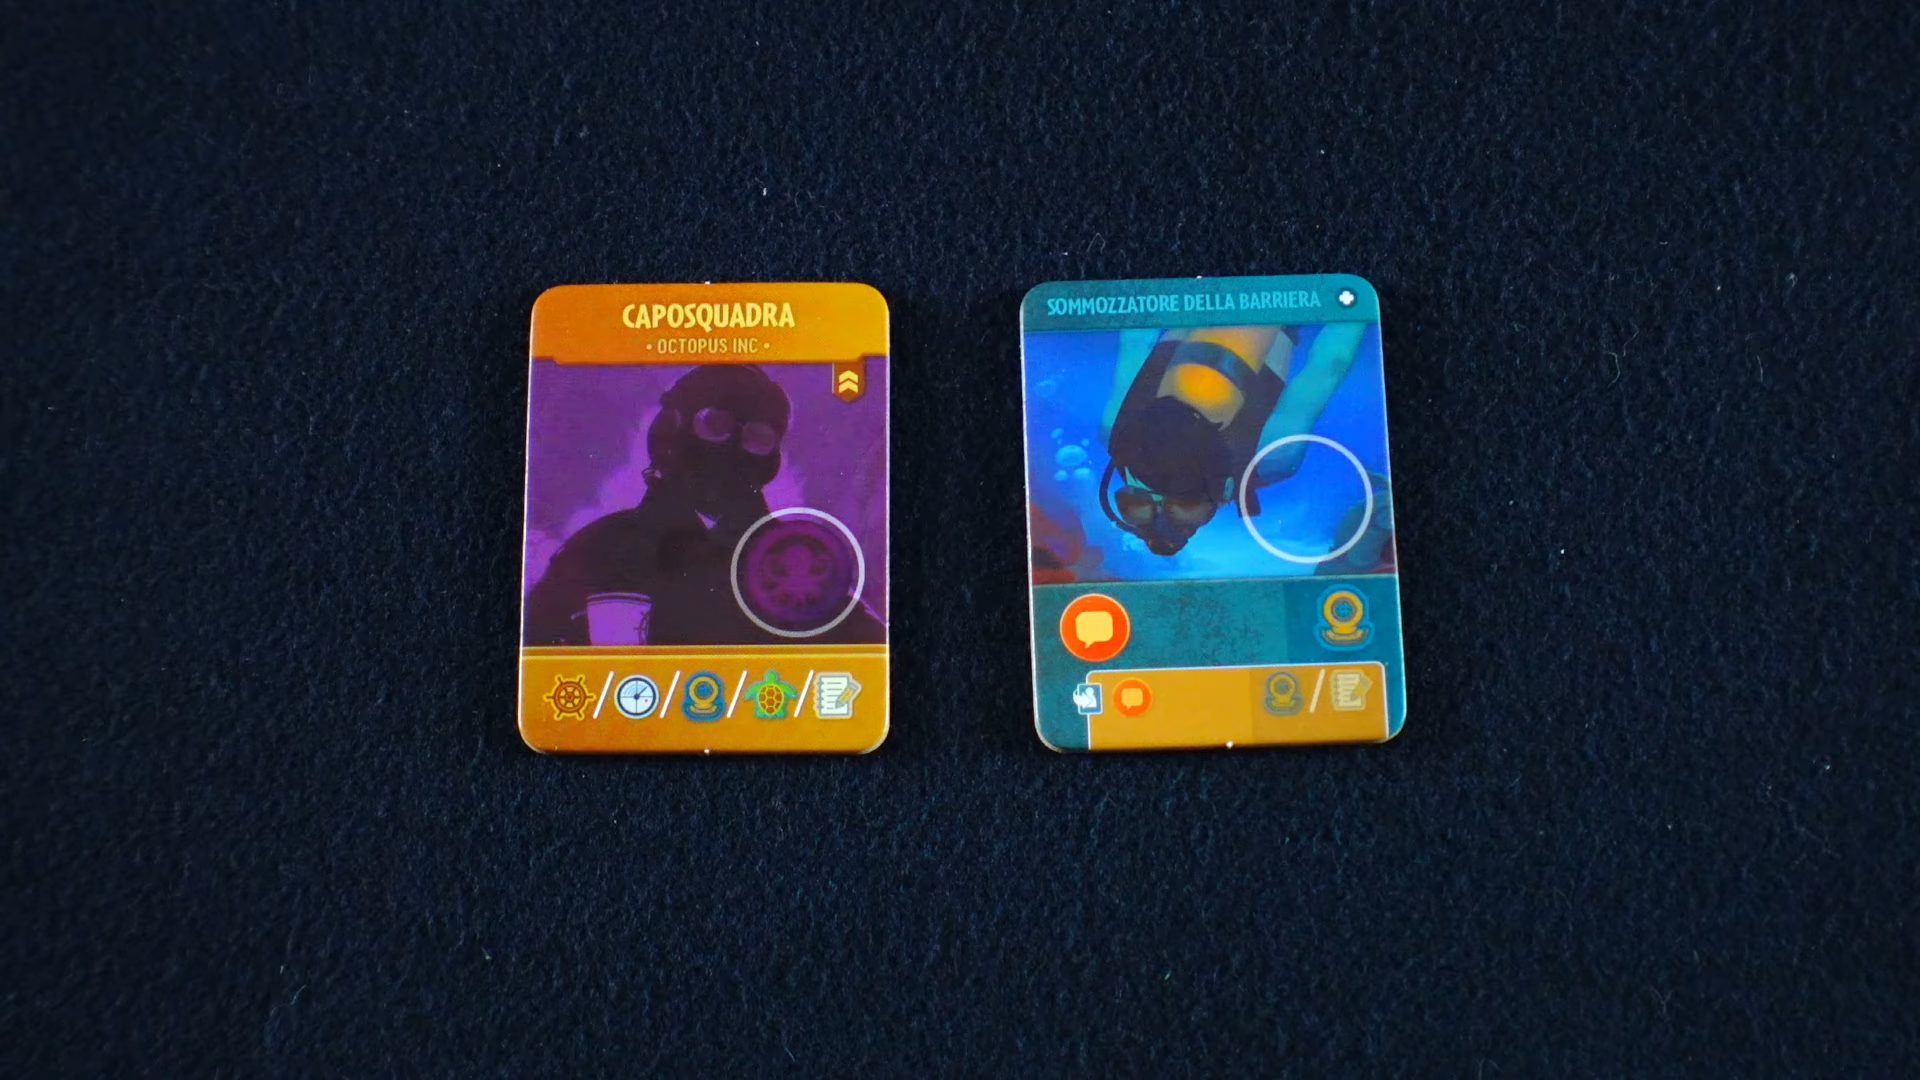 CAPOSQUADRA
• OCTOPUS INC •
SOMMOZZATORE DELLA BARRIERA